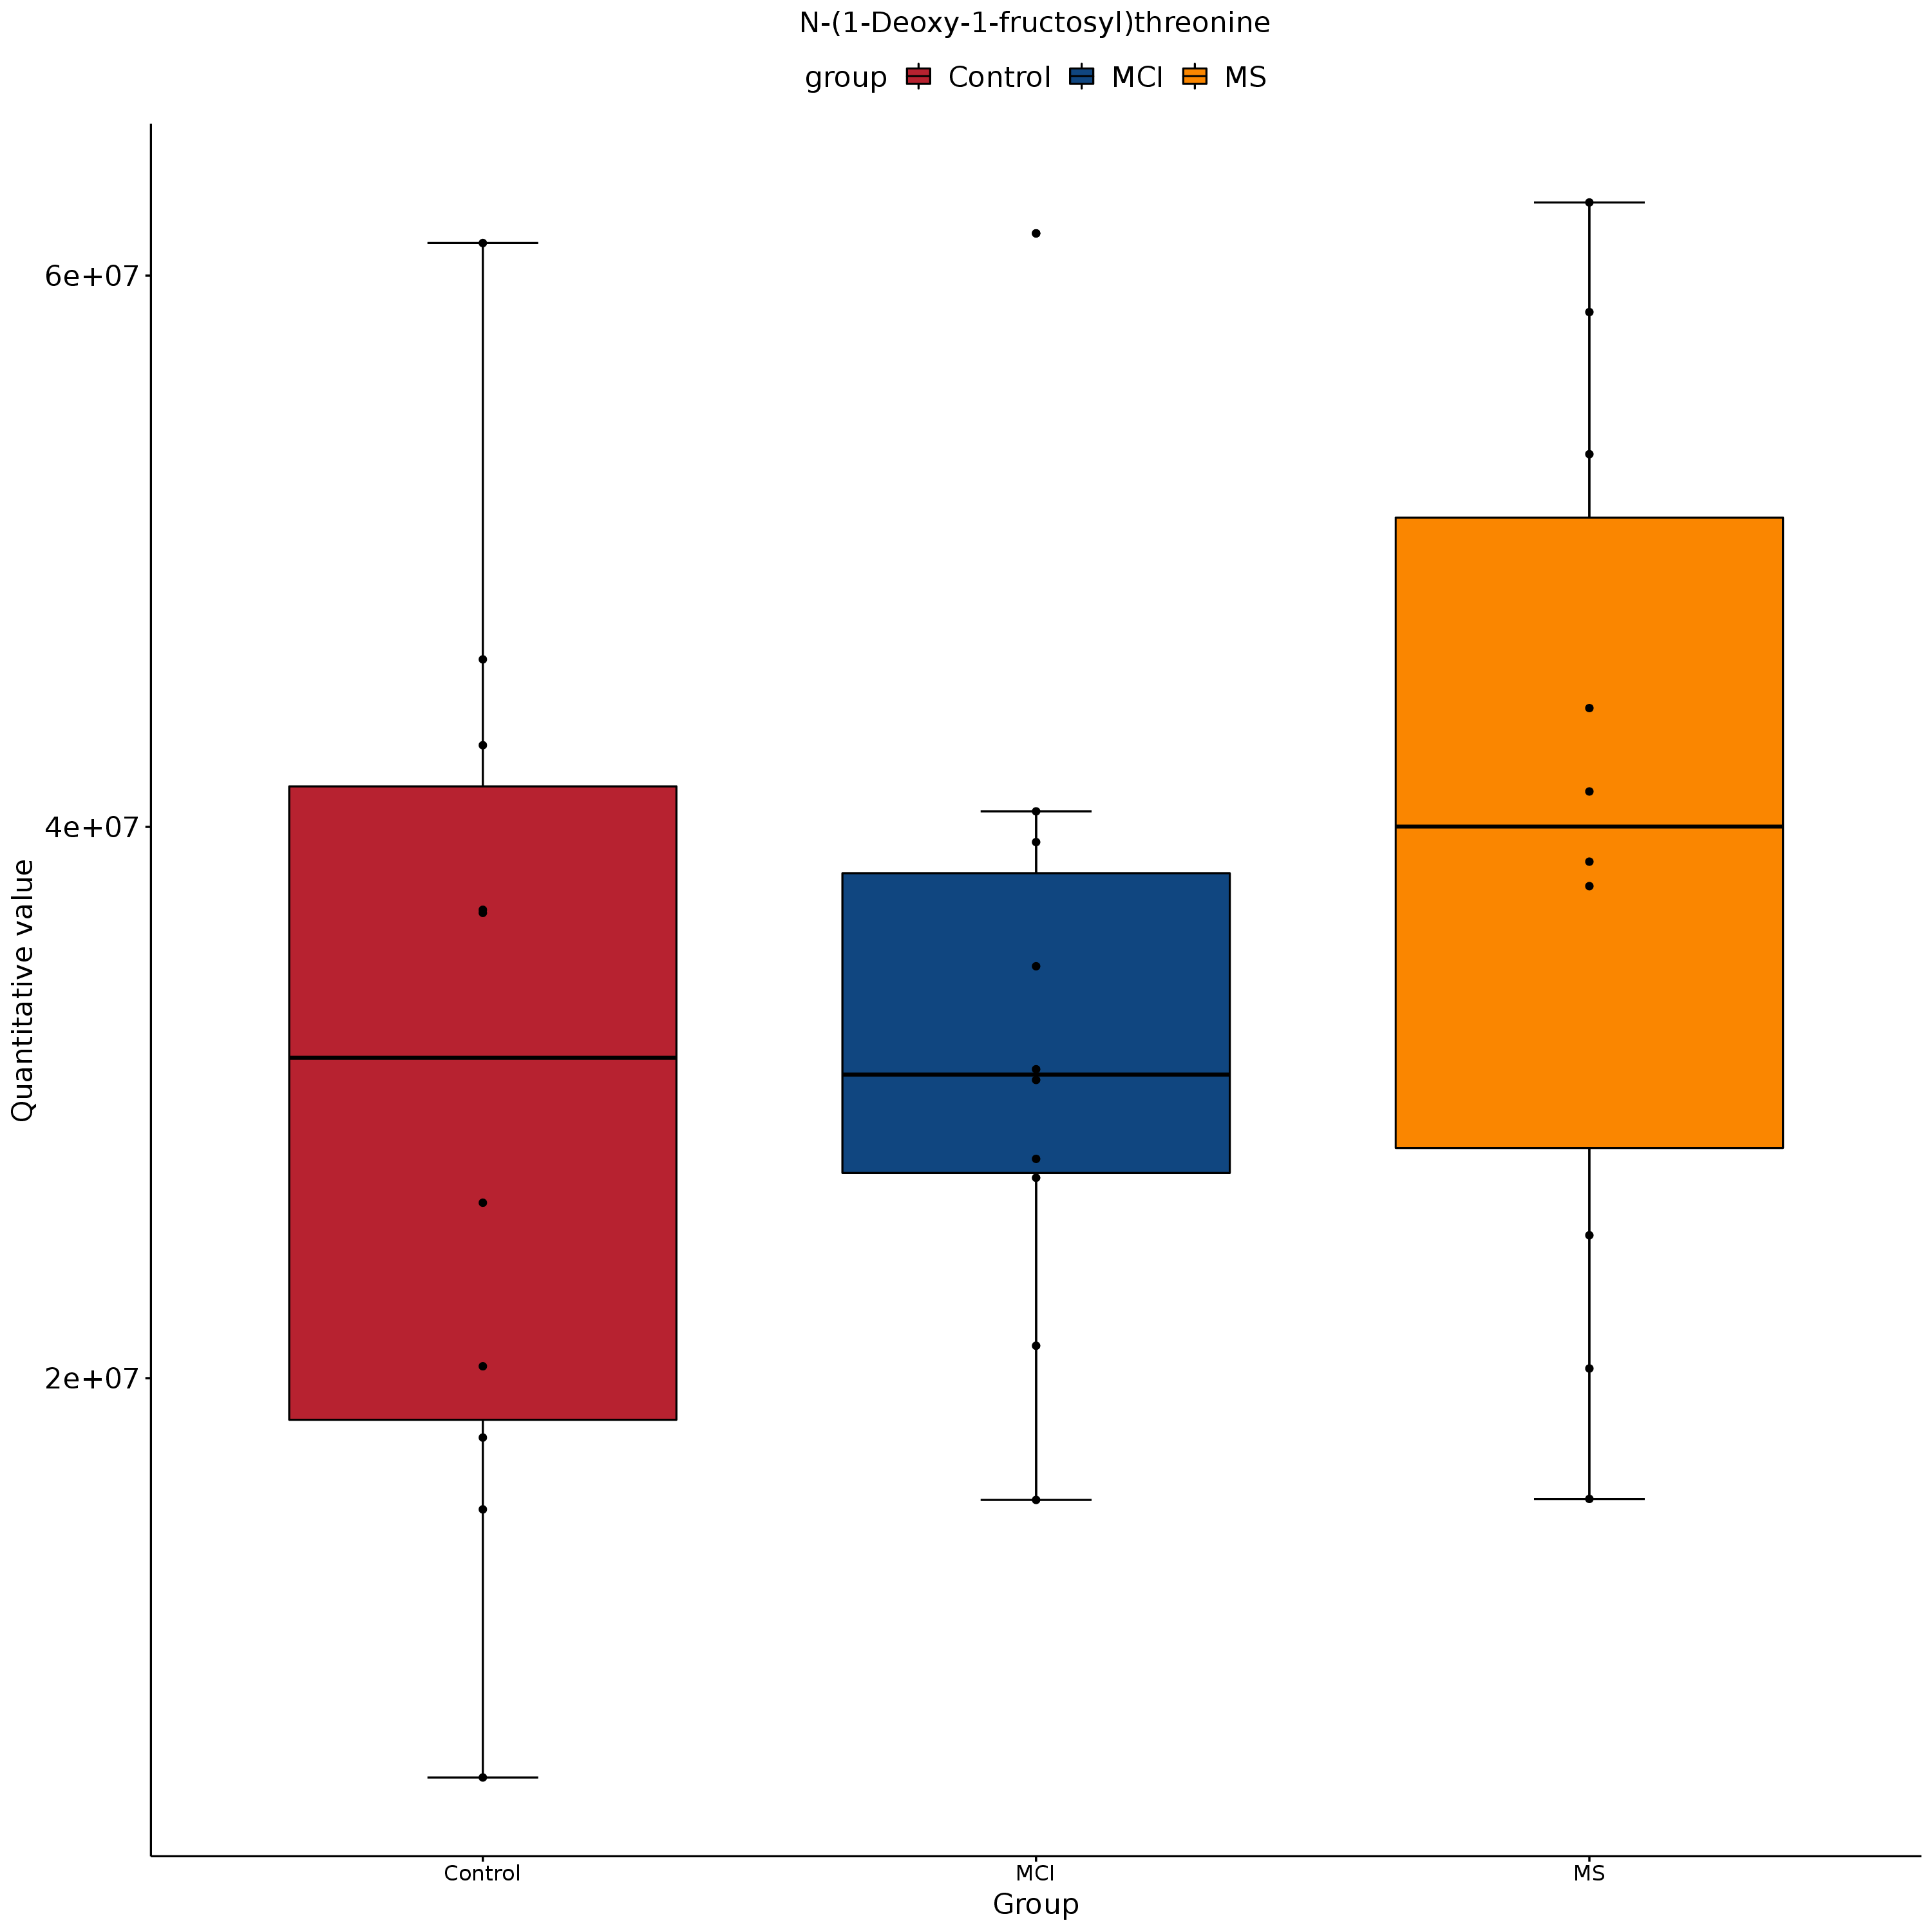 N-(1-Deoxy-1-fructosyl)threonine
group Control MCI MS
6e+07
4e+07
2e+07
Quantitative value
Control MCI MS
Group